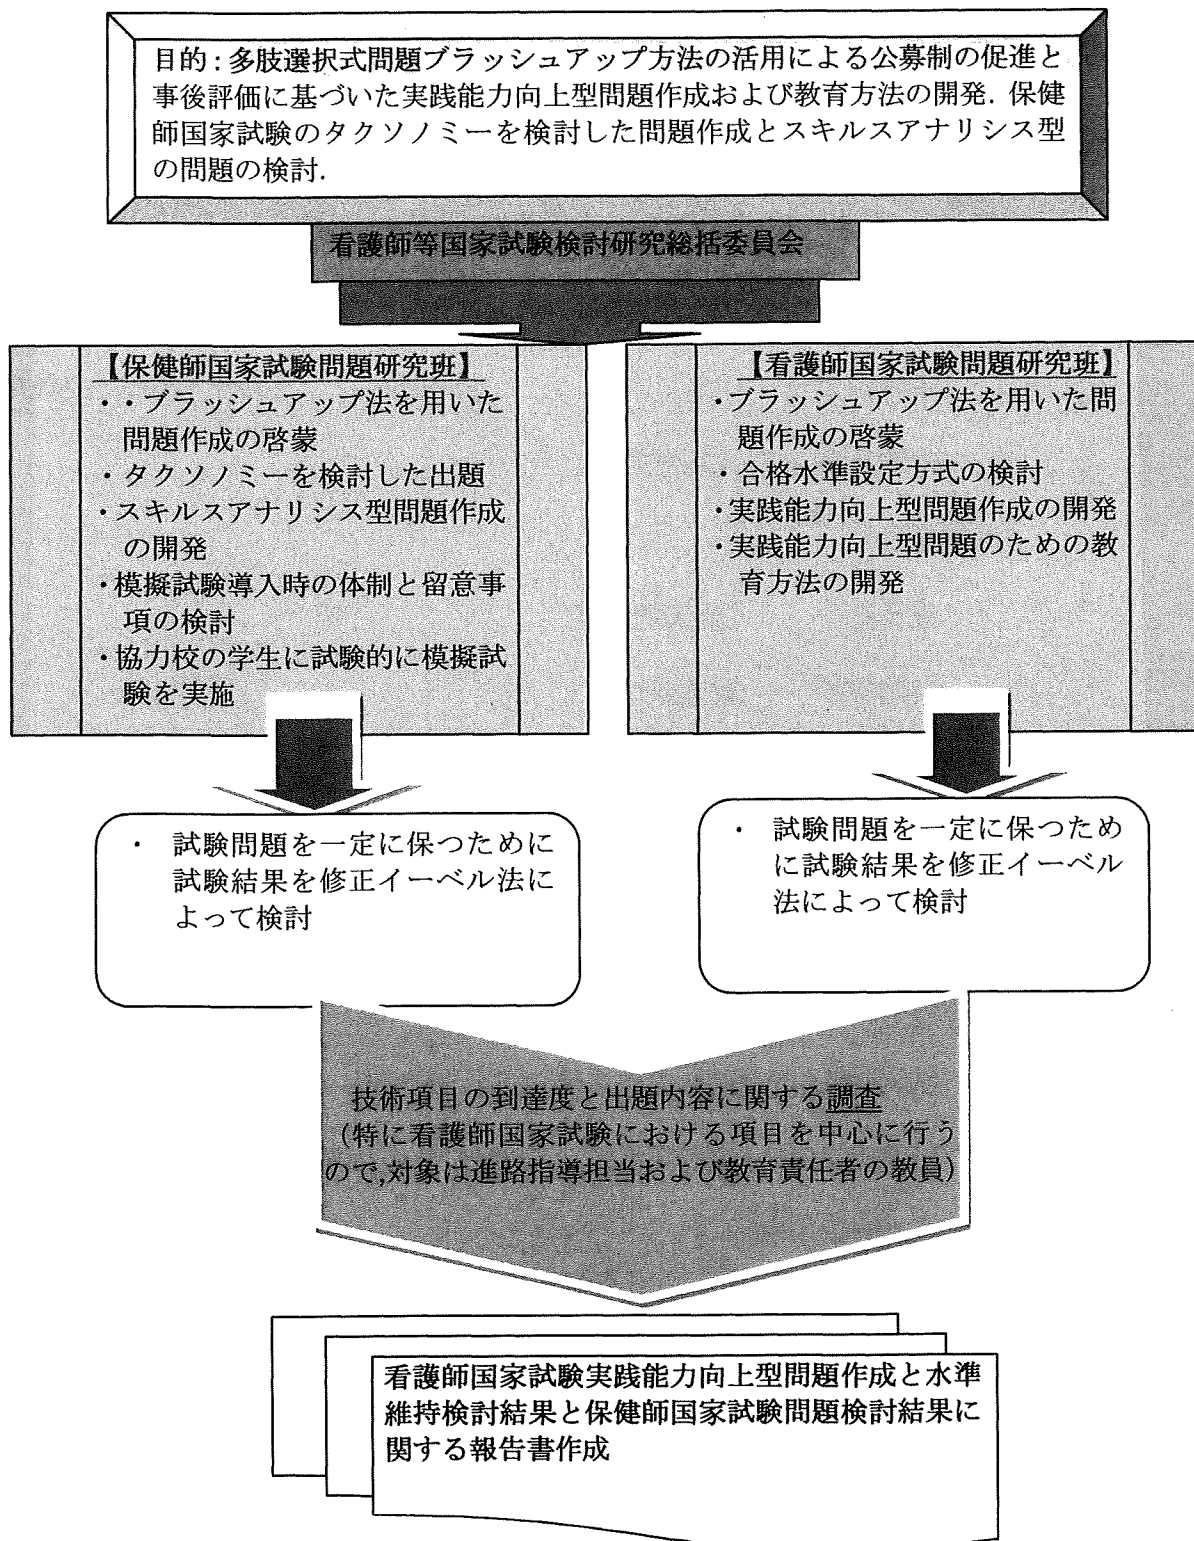 目的：多肢選択式問題ブラッシュアップ方法の活用による公募制の促進と
事後評価に基づいた実践能力向上型問題作成および教育方法の開発．保健
師国家試験のタクソノミーを検討した問題作成とスキルスアナリシス型
の問題の検討．
看護師等国家試験検討研究総括委員会
【保健師国家試験問題研究班】
・・ブラッシュアップ法を用いた
問題作成の啓蒙
・タクソノミーを検討した出題
・スキルスアナリシス型問題作成
の開発
・模擬試験導入時の体制と留意事
項の検討
・協力校の学生に試験的に模擬試
験を実施
【看護師国家試験問題研究班】
・ブラッシュアップ法を用いた問
題作成の啓蒙
・合格水準設定方式の検討
・実践能力向上型問題作成の開発
・実践能力向上型問題のための教
育方法の開発
・ 試験問題を一定に保つために
試験結果を修正イーベル法に
よって検討
・ 試験問題を一定に保つため
に試験結果を修正イーベル
法によって検討
技術項目の到達度と出題内容に関する調査
（特に看護師国家試験における項目を中心に行う
ので,対象は進路指導担当および教育責任者の教員）
看護師国家試験実践能力向上型問題作成と水準
維持検討結果と保健師国家試験問題検討結果に
関する報告書作成